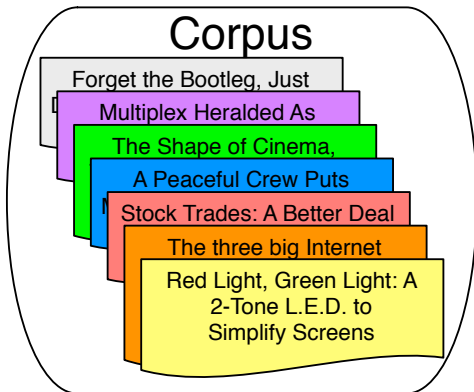 Corpus
Forget the Bootleg, Just
Multiplex Heralded As
The Shape of Cinema,
A Peaceful Crew Puts
Stock Trades: A Better Deal
The three big Internet
Red Light, Green Light: A
2-Tone L.E.D. to
Simplify Screens